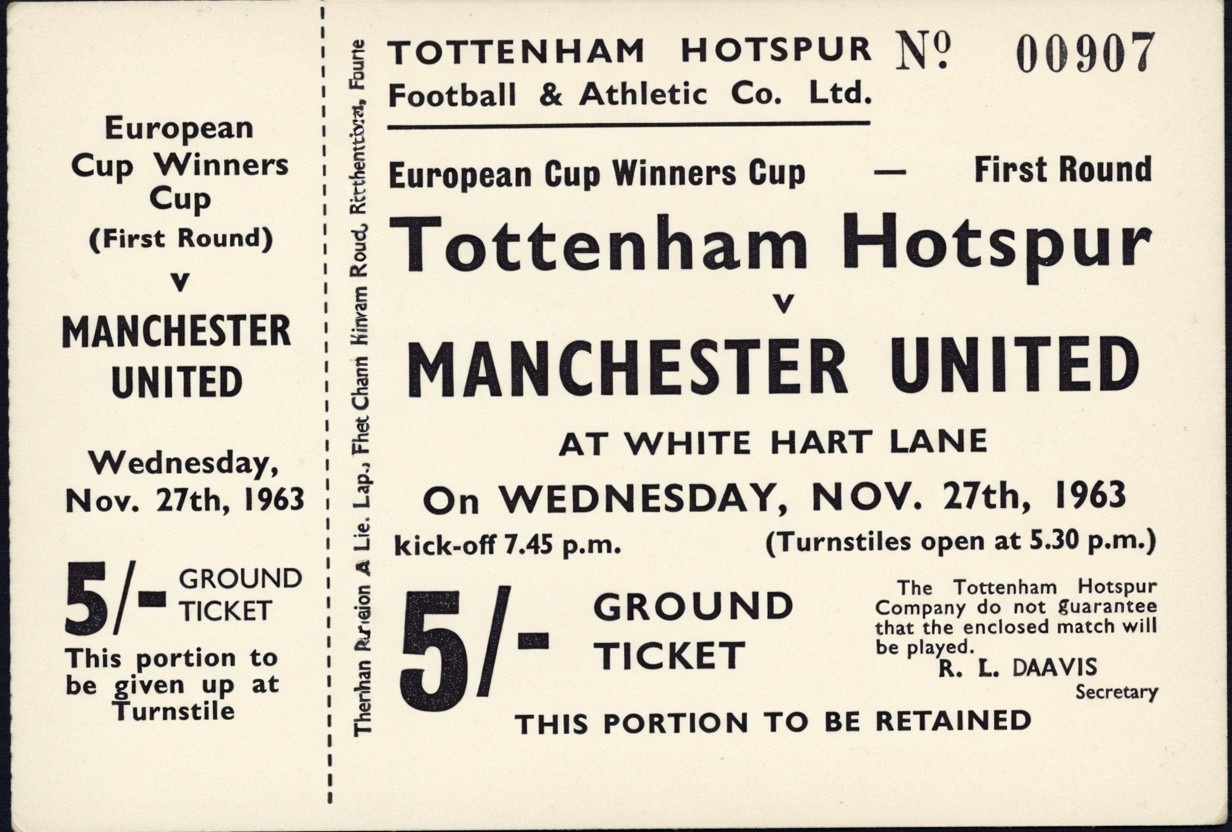 European
Cup Winners
Cup
(First Round)
v
MANCHESTER
UNITED
Wednesday,
Nov. 27th, 1963
5/- GROUND
TICKET
This portion to
be given up at
Turnstile
TOTTENHAM HOTSPUR
Football & Athletic Co. Ltd.
Nº 00907
European Cup Winners Cup — First Round
Tottenham Hotspur
v
MANCHESTER UNITED
AT WHITE HART LANE
On WEDNESDAY, NOV. 27th, 1963
kick-off 7.45 p.m. (Turnstiles open at 5.30 p.m.)
5/- GROUND
TICKET
The Tottenham Hotspur
Company do not guarantee
that the enclosed match will
be played.
R. L. DAAVIS
Secretary
THIS PORTION TO BE RETAINED